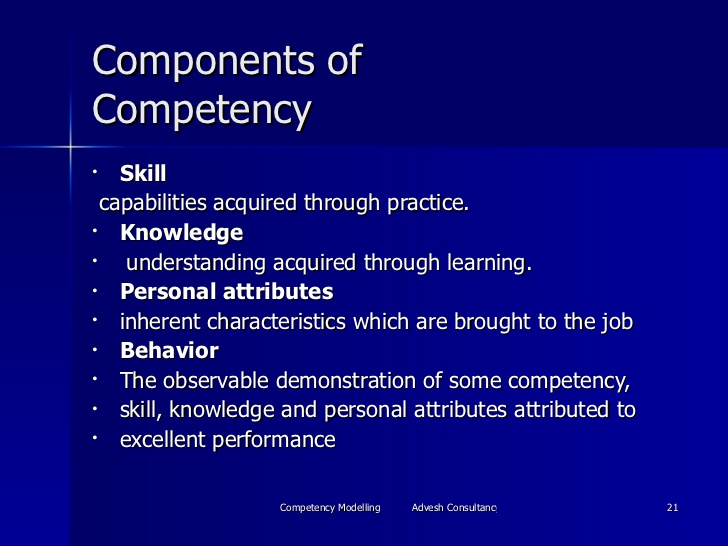 Components of
Competency
• Skill
capabilities acquired through practice.
• Knowledge
• understanding acquired through learning.
• Personal attributes
• inherent characteristics which are brought to the job
• Behavior
• The observable demonstration of some competency,
• skill, knowledge and personal attributes attributed to
• excellent performance
Competency Modelling Advesh Consultancy 21